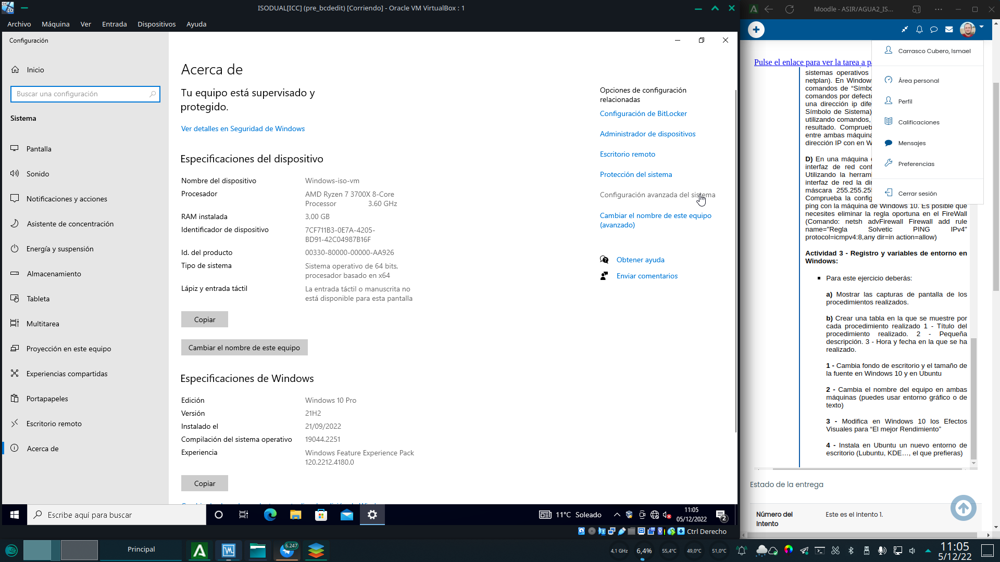 ISODUAL[ICC] (pre_bcdedit) [Corriendo] - Oracle VM VirtualBox : 1
Archivo Máquina Ver Entrada Dispositivos Ayuda
Configuración
Inicio
Buscar una configuración
Sistema
Pantalla
Sonido
Notificaciones y acciones
Asistente de concentración
Energía y suspensión
Almacenamiento
Tableta
Multitarea
Proyección en este equipo
Experiencias compartidas
Portapapeles
Escritorio remoto
Acerca de
Acerca de
Tu equipo está supervisado y
protegido.
Ver detalles en Seguridad de Windows
Especificaciones del dispositivo
Nombre del dispositivo Windows-iso-vm
Procesador AMD Ryzen 7 3700X 8-Core
Processor 3.60 GHz
RAM instalada 3,00 GB
Identificador de dispositivo 7CF711B3-0E7A-4205-
BD91-42C04987B16F
Id. del producto 00330-80000-00000-AA926
Tipo de sistema Sistema operativo de 64 bits,
procesador basado en x64
Lápiz y entrada táctil La entrada táctil o manuscrita no
está disponible para esta pantalla
Copiar
Cambiar el nombre de este equipo
Especificaciones de Windows
Edición Windows 10 Pro
Versión 21H2
Instalado el 21/09/2022
Compilación del sistema operativo 19044.2251
Experiencia Windows Feature Experience Pack
120.2212.4180.0
Copiar
Opciones de configuración
relacionadas
Configuración de BitLocker
Administrador de dispositivos
Escritorio remoto
Protección del sistema
Configuración avanzada del sistema
Cambiar el nombre de este equipo
(avanzado)
Obtener ayuda
Enviar comentarios
Escribe aquí para buscar
11°C Soleado
11:05
05/12/2022
2
Ctrl Derecho
Moodle - ASIR/AGUA2_IS...
Carrasco Cubero, Ismael
Área personal
Perfil
Calificaciones
Mensajes
Preferencias
Cerrar sesión
Pulse el enlace para ver la tarea a p
sistemas operativos
netplan). En Window
comandos de “Símbo
comandos por defecto
una dirección ip dife
Símbolo de Sistema)
utilizando comandos,
resultado. Comprueb
entre ambas máquina
dirección IP con en W
D) En una máquina
interfaz de red conf
Utilizando la herram
interfaz de red la di
máscara 255.255.25
Comprueba la config
ping con la máquina de Windows 10. Es posible que
necesites eliminar la regla oportuna en el FireWall
(Comando: netsh advFirewall Firewall add rule
name="Regla Solvetic PING IPv4"
protocol=icmpv4:8,any dir=in action=allow)
Actividad 3 - Registro y variables de entorno en
Windows:
Para este ejercicio deberás:
a) Mostrar las capturas de pantalla de los
procedimientos realizados.
b) Crear una tabla en la que se muestre por
cada procedimiento realizado 1 - Título del
procedimiento realizado. 2 - Pequeña
descripción. 3 - Hora y fecha en la que se ha
realizado.
1 - Cambia fondo de escritorio y el tamaño de
la fuente en Windows 10 y en Ubuntu
2 - Cambia el nombre del equipo en ambas
máquinas (puedes usar entorno gráfico o de
texto)
3 - Modifica en Windows 10 los Efectos
Visuales para “El mejor Rendimiento”
4 - Instala en Ubuntu un nuevo entorno de
escritorio (Lubuntu, KDE…, el que prefieras)
Estado de la entrega
Número del
Intento
Este es el intento 1.
Principal
6.247
4,1 GHz 6,4% 55,4°C 49,0°C 51,0°C
11:05
5/12/22